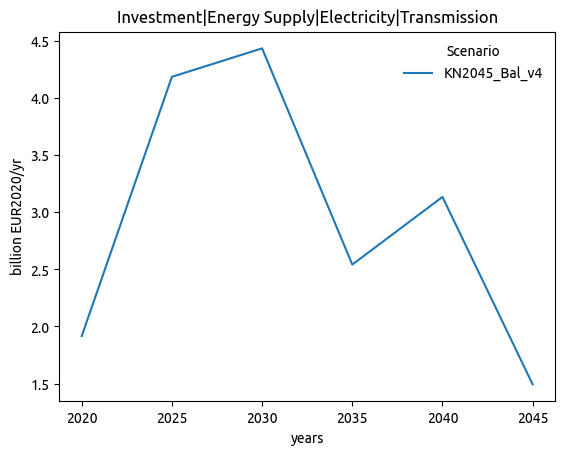 Investment|Energy Supply|Electricity|Transmission
Scenario
KN2045_Bal_v4
billion EUR2020/yr
4.5
4.0
3.5
3.0
2.5
2.0
1.5
2020 2025 2030 2035 2040 2045
years